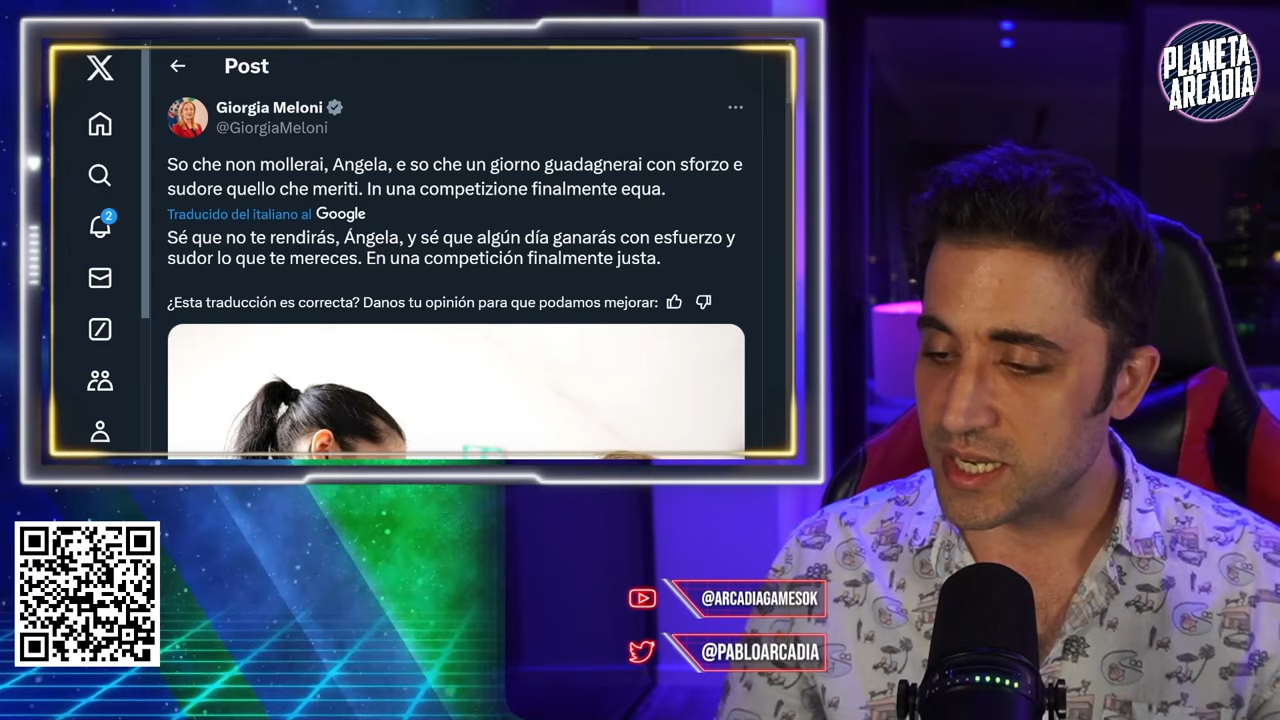 Post
Giorgia Meloni
@GiorgiaMeloni
So che non mollerai, Angela, e so che un giorno guadagnerai con sforzo e
sudore quello che meriti. In una competizione finalmente equa.
Traducido del italiano al Google
Sé que no te rendirás, Ángela, y sé que algún día ganarás con esfuerzo y
sudor lo que te mereces. En una competición finalmente justa.
¿Esta traducción es correcta? Danos tu opinión para que podamos mejorar:
2
PLANETA
ARCADIA
@ARCADIAGAMESOK
@PABLOARCADIA